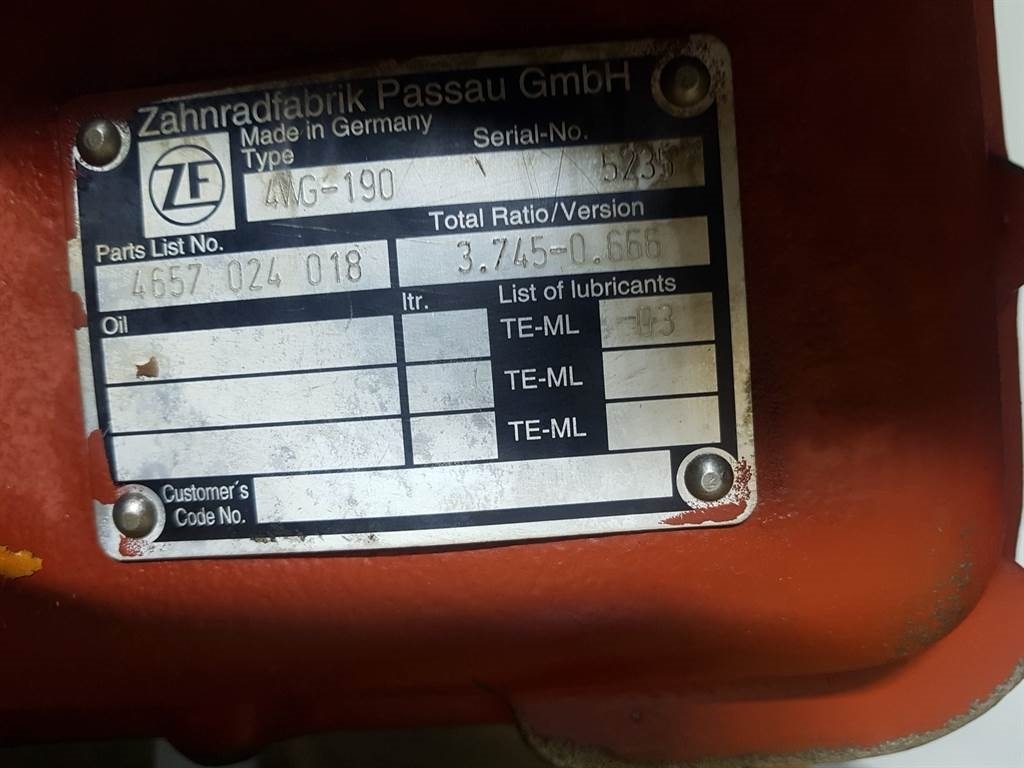 Zahnradfabrik Passau GmbH
ZF
Made in Germany
Type
Serial-No.
4WG-190 5235
Parts List No.
Total Ratio/Version
4657 024 018
3.745-0.666
Oil ltr. List of lubricants
TE-ML 03
TE-ML
TE-ML
Customer's
Code No.